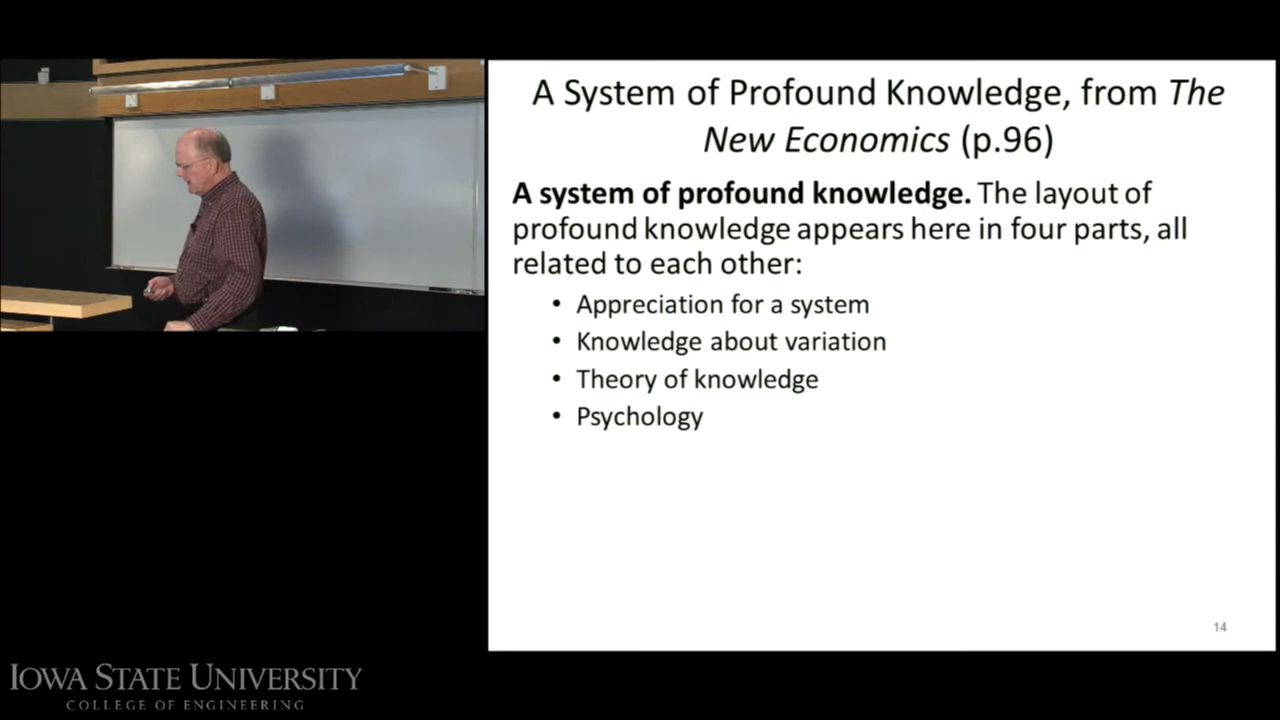 A System of Profound Knowledge, from The
New Economics (p.96)
A system of profound knowledge. The layout of
profound knowledge appears here in four parts, all
related to each other:
• Appreciation for a system
• Knowledge about variation
• Theory of knowledge
• Psychology
14
IOWA STATE UNIVERSITY
COLLEGE OF ENGINEERING